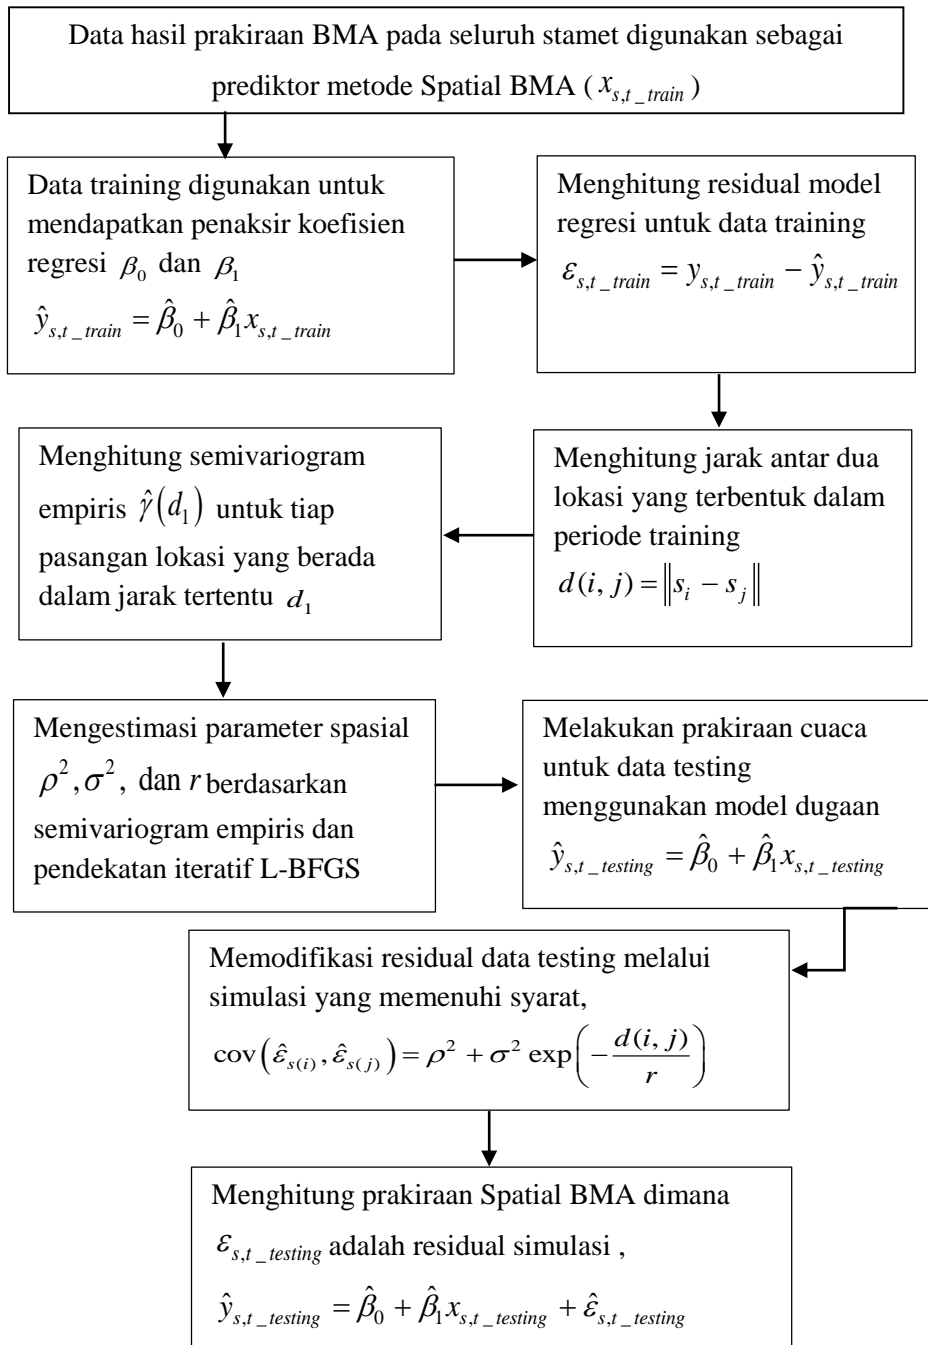 Data hasil prakiraan BMA pada seluruh stamet digunakan sebagai
prediktor metode Spatial BMA ( x_{s,t_train} )
Data training digunakan untuk
mendapatkan penaksir koefisien
regresi β_0 dan β_1
ŷ_{s,t_train} = β̂_0 + β̂_1 x_{s,t_train}
Menghitung residual model
regresi untuk data training
ε_{s,t_train} = y_{s,t_train} − ŷ_{s,t_train}
Menghitung jarak antar dua
lokasi yang terbentuk dalam
periode training
d(i, j) = ‖s_i − s_j‖
Menghitung semivariogram
empiris γ̂(d_1) untuk tiap
pasangan lokasi yang berada
dalam jarak tertentu d_1
Mengestimasi parameter spasial
ρ², σ², dan r berdasarkan
semivariogram empiris dan
pendekatan iteratif L-BFGS
Melakukan prakiraan cuaca
untuk data testing
menggunakan model dugaan
ŷ_{s,t_testing} = β̂_0 + β̂_1 x_{s,t_testing}
Memodifikasi residual data testing melalui
simulasi yang memenuhi syarat,
cov(ε̂_{s(i)}, ε̂_{s(j)}) = ρ² + σ² exp(−d(i, j)/r)
Menghitung prakiraan Spatial BMA dimana
ε_{s,t_testing} adalah residual simulasi ,
ŷ_{s,t_testing} = β̂_0 + β̂_1 x_{s,t_testing} + ε̂_{s,t_testing}